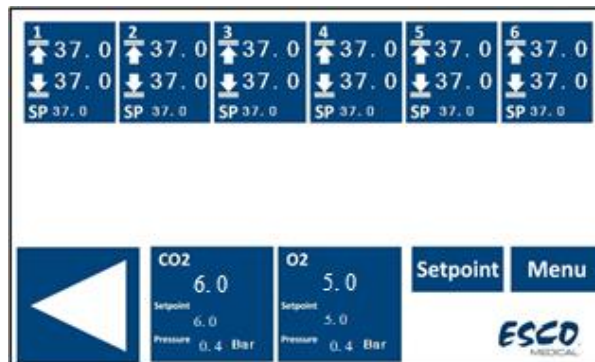 1 2 3 4 5 6
37.0 37.0 37.0 37.0 37.0 37.0
37.0 37.0 37.0 37.0 37.0 37.0
SP 37.0 SP 37.0 SP 37.0 SP 37.0 SP 37.0 SP 37.0
CO2
6.0
Setpoint
6.0
Pressure 0.4 Bar
O2
5.0
Setpoint
5.0
Pressure 0.4 Bar
Setpoint
Menu
ESCO
MEDICAL